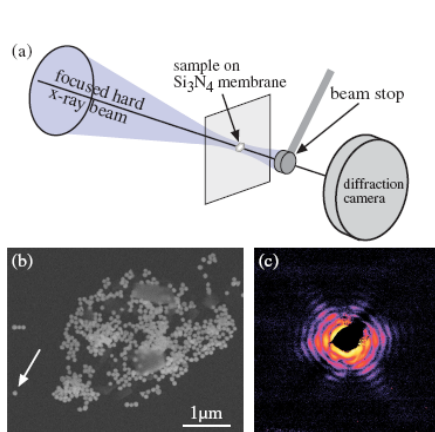 (a)
focused hard
x-ray beam
sample on
Si₃N₄ membrane
beam stop
diffraction
camera
(b)
1μm
(c)